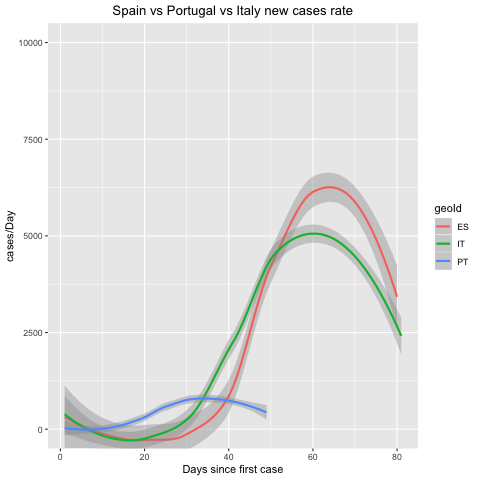 Spain vs Portugal vs Italy new cases rate
10000
7500
5000
2500
0
cases/Day
0 20 40 60 80
Days since first case
geoId
ES
IT
PT